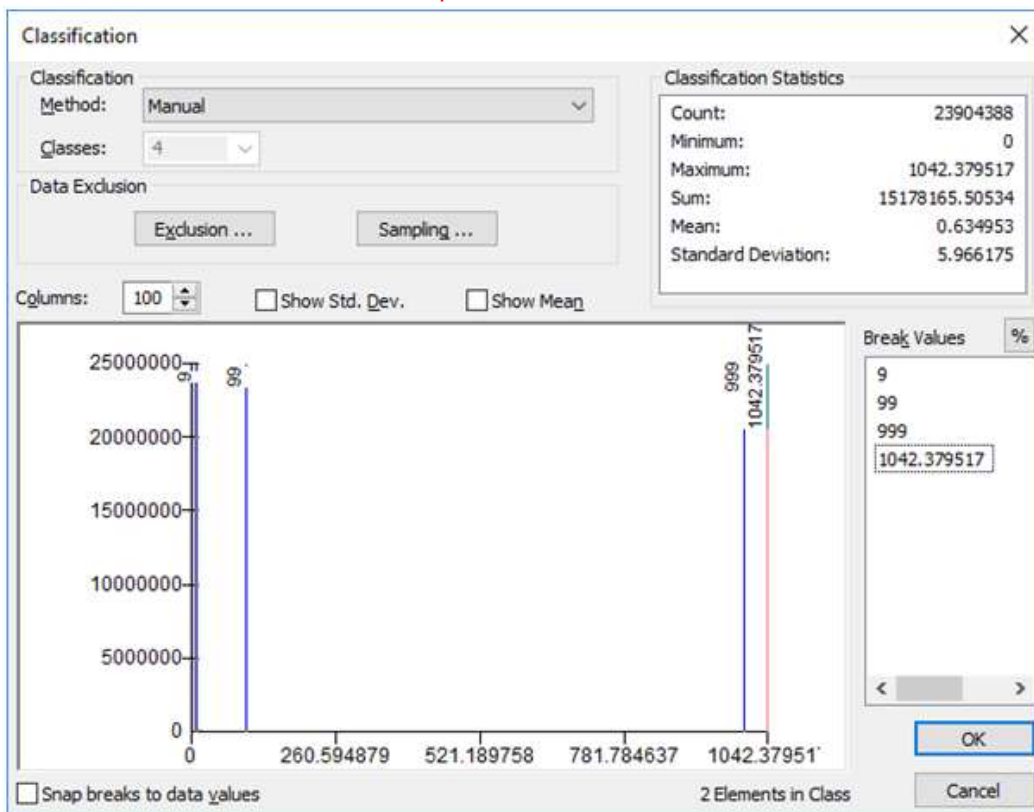 Classification
Classification
Method: Manual
Classes: 4
Data Exclusion
Exclusion ... Sampling ...
Classification Statistics
Count: 23904388
Minimum: 0
Maximum: 1042.379517
Sum: 15178165.50534
Mean: 0.634953
Standard Deviation: 5.966175
Columns: 100 Show Std. Dev. Show Mean
Break Values %
9
99
999
1042.379517
25000000
20000000
15000000
10000000
5000000
0
9
99
999
1042.379517
0 260.594879 521.189758 781.784637 1042.37951
Snap breaks to data values
2 Elements in Class
OK
Cancel